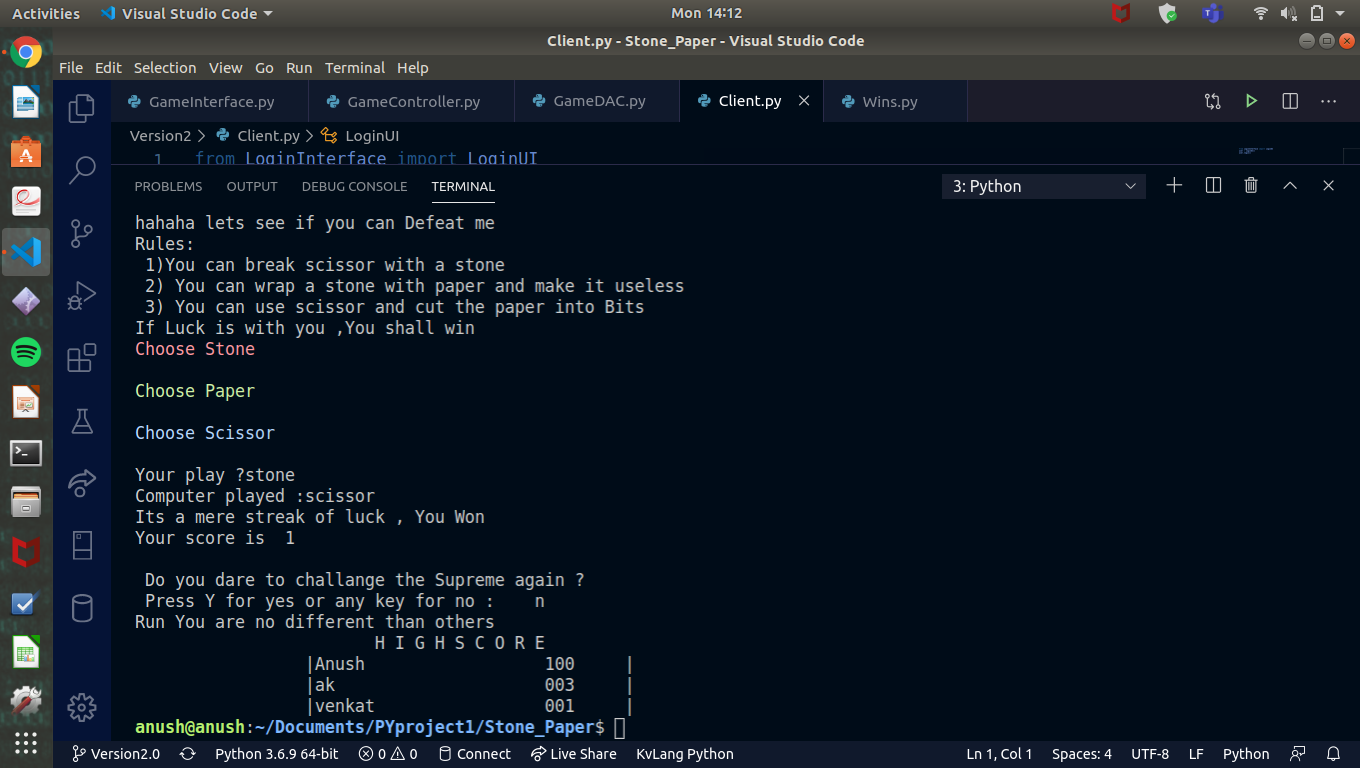 Activities Visual Studio Code Mon 14:12
Client.py - Stone_Paper - Visual Studio Code
File Edit Selection View Go Run Terminal Help
GameInterface.py GameController.py GameDAC.py Client.py Wins.py
Version2 > Client.py > LoginUI
1 from LoginInterface import LoginUI
PROBLEMS OUTPUT DEBUG CONSOLE TERMINAL 3: Python
hahaha lets see if you can Defeat me
Rules:
1)You can break scissor with a stone
2) You can wrap a stone with paper and make it useless
3) You can use scissor and cut the paper into Bits
If Luck is with you ,You shall win
Choose Stone
Choose Paper
Choose Scissor
Your play ?stone
Computer played :scissor
Its a mere streak of luck , You Won
Your score is  1
Do you dare to challange the Supreme again ?
Press Y for yes or any key for no :    n
Run You are no different than others
H I G H S C O R E
|Anush                  100     |
|ak                     003     |
|venkat                 001     |
anush@anush:~/Documents/PYproject1/Stone_Paper$
Version2.0 Python 3.6.9 64-bit 0 0 Connect Live Share KvLang Python Ln 1, Col 1 Spaces: 4 UTF-8 LF Python